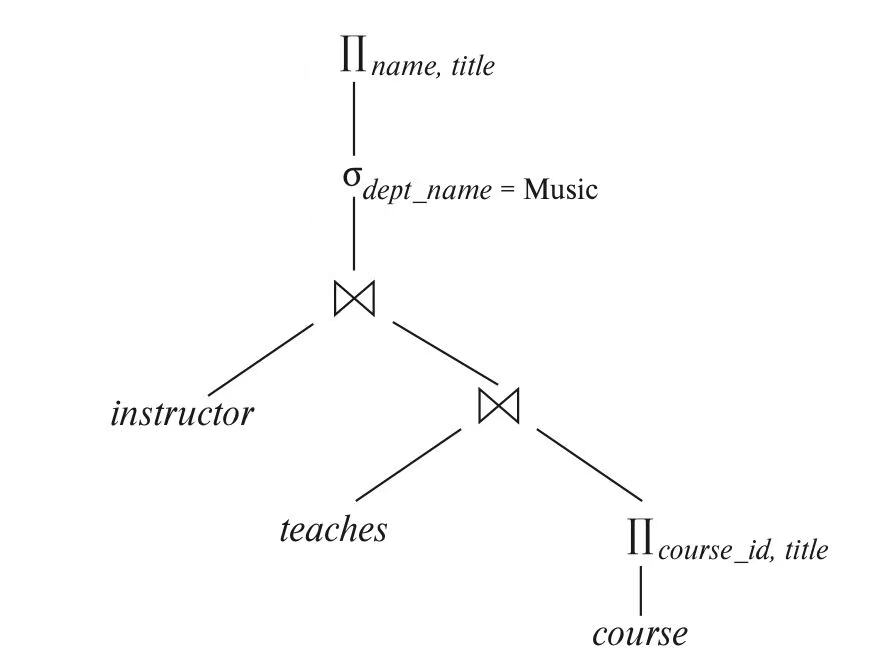 ∏name, title
σdept_name = Music
⋈
instructor
⋈
teaches
∏course_id, title
course